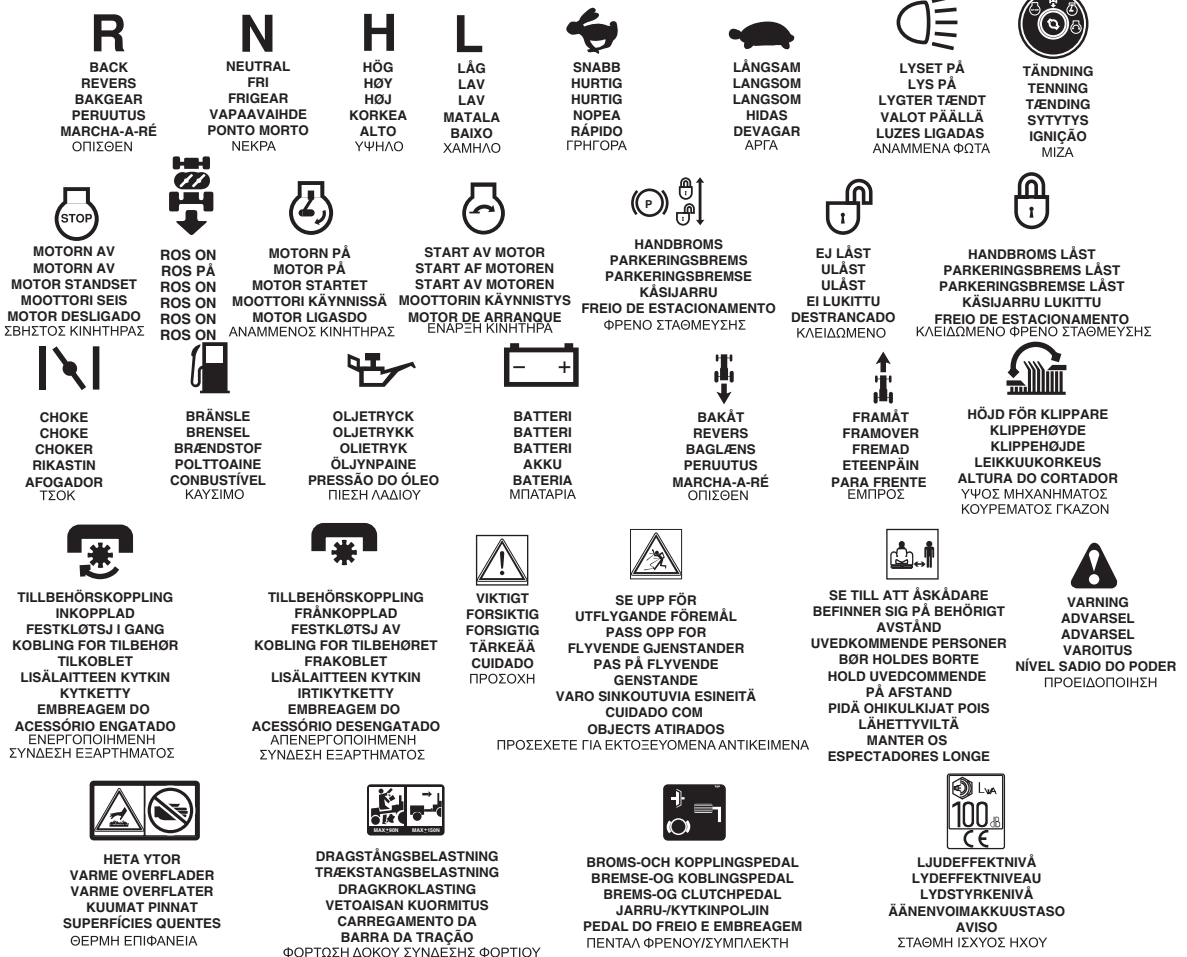 R
BACK
REVERS
BAKGEAR
PERUUTUS
MARCHA-A-RÉ
ΟΠΙΣΘΕΝ
N
NEUTRAL
FRI
FRIGEAR
VAPAAVAIHDE
PONTO MORTO
ΝΕΚΡΑ
H
HÖG
HØY
HØJ
KORKEA
ALTO
ΥΨΗΛΟ
L
LÅG
LAV
LAV
MATALA
BAIXO
ΧΑΜΗΛΟ
SNABB
HURTIG
HURTIG
NOPEA
RÁPIDO
ΓΡΗΓΟΡΑ
LÅNGSAM
LANGSOM
LANGSOM
HIDAS
DEVAGAR
ΑΡΓΑ
LYSET PÅ
LYS PÅ
LYGTER TÆNDT
VALOT PÄÄLLÄ
LUZES LIGADAS
ΑΝΑΜΜΕΝΑ ΦΩΤΑ
TÄNDNING
TENNING
TÆNDING
SYTYTYS
IGNIÇÃO
ΜΙΖΑ
STOP
MOTORN AV
MOTORN AV
MOTOR STANDSET
MOOTTORI SEIS
MOTOR DESLIGADO
ΣΒΗΣΤΟΣ ΚΙΝΗΤΗΡΑΣ
ROS ON
ROS PÅ
ROS ON
ROS ON
ROS ON
ROS ON
MOTORN PÅ
MOTOR PÅ
MOTOR STARTET
MOOTTORI KÄYNNISSÄ
MOTOR LIGASDO
ΑΝΑΜΜΕΝΟΣ ΚΙΝΗΤΗΡΑΣ
START AV MOTOR
START AF MOTOREN
START AV MOTOREN
MOOTTORIN KÄYNNISTYS
MOTOR DE ARRANQUE
ΕΝΑΡΞΗ ΚΙΝΗΤΗΡΑ
P
HANDBROMS
PARKERINGSBREMS
PARKERINGSBREMSE
KÅSIJARRU
FREIO DE ESTACIONAMENTO
ΦΡΕΝΟ ΣΤΑΘΜΕΥΣΗΣ
EJ LÅST
ULÅST
ULÅST
EI LUKITTU
DESTRANCADO
ΚΛΕΙΔΩΜΕΝΟ
HANDBROMS LÅST
PARKERINGSBREMS LÅST
PARKERINGSBREMSE LÅST
KÄSIJARRU LUKITTU
FREIO DE ESTACIONAMENTO
ΚΛΕΙΔΩΜΕΝΟ ΦΡΕΝΟ ΣΤΑΘΜΕΥΣΗΣ
CHOKE
CHOKE
CHOKER
RIKASTIN
AFOGADOR
ΤΣΟΚ
BRÄNSLE
BRENSEL
BRÆNDSTOF
POLTTOAINE
CONBUSTÍVEL
ΚΑΥΣΙΜΟ
OLJETRYCK
OLJETRYKK
OLIETRYK
ÖLJYNPAINE
PRESSÃO DO ÓLEO
ΠΙΕΣΗ ΛΑΔΙΟΥ
− +
BATTERI
BATTERI
BATTERI
AKKU
BATERIA
ΜΠΑΤΑΡΙΑ
BAKÅT
REVERS
BAGLÆNS
PERUUTUS
MARCHA-A-RÉ
ΟΠΙΣΘΕΝ
FRAMÅT
FRAMOVER
FREMAD
ETEENPÄIN
PARA FRENTE
ΕΜΠΡΟΣ
HÖJD FÖR KLIPPARE
KLIPPEHØYDE
KLIPPEHØJDE
LEIKKUUKORKEUS
ALTURA DO CORTADOR
ΥΨΟΣ ΜΗΧΑΝΗΜΑΤΟΣ
ΚΟΥΡΕΜΑΤΟΣ ΓΚΑΖΟΝ
TILLBEHÖRSKOPPLING
INKOPPLAD
FESTKLØTSJ I GANG
KOBLING FOR TILBEHØR
TILKOBLET
LISÄLAITTEEN KYTKIN
KYTKETTY
EMBREAGEM DO
ACESSÓRIO ENGATADO
ΕΝΕΡΓΟΠΟΙΗΜΕΝΗ
ΣΥΝΔΕΣΗ ΕΞΑΡΤΗΜΑΤΟΣ
TILLBEHÖRSKOPPLING
FRÅNKOPPLAD
FESTKLØTSJ AV
KOBLING FOR TILBEHØRET
FRAKOBLET
LISÄLAITTEEN KYTKIN
IRTIKYTKETTY
EMBREAGEM DO
ACESSÓRIO DESENGATADO
ΑΠΕΝΕΡΓΟΠΟΙΗΜΕΝΗ
ΣΥΝΔΕΣΗ ΕΞΑΡΤΗΜΑΤΟΣ
VIKTIGT
FORSIKTIG
FORSIGTIG
TÄRKEÄÄ
CUIDADO
ΠΡΟΣΟΧΗ
SE UPP FÖR
UTFLYGANDE FÖREMÅL
PASS OPP FOR
FLYVENDE GJENSTANDER
PAS PÅ FLYVENDE
GENSTANDE
VARO SINKOUTUVIA ESINEITÄ
CUIDADO COM
OBJECTS ATIRADOS
ΠΡΟΣΕΧΕΤΕ ΓΙΑ ΕΚΤΟΞΕΥΟΜΕΝΑ ΑΝΤΙΚΕΙΜΕΝΑ
SE TILL ATT ÅSKÅDARE
BEFINNER SIG PÅ BEHÖRIGT
AVSTÅND
UVEDKOMMENDE PERSONER
BØR HOLDES BORTE
HOLD UVEDCOMMENDE
PÅ AFSTAND
PIDÄ OHIKULKIJAT POIS
LÄHETTYVILTÄ
MANTER OS
ESPECTADORES LONGE
VARNING
ADVARSEL
ADVARSEL
VAROITUS
NÍVEL SADIO DO PODER
ΠΡΟΕΙΔΟΠΟΙΗΣΗ
HETA YTOR
VARME OVERFLADER
VARME OVERFLATER
KUUMAT PINNAT
SUPERFÍCIES QUENTES
ΘΕΡΜΗ ΕΠΙΦΑΝΕΙΑ
MAX 90N MAX 150N
DRAGSTÅNGSBELASTNING
TRÆKSTANGSBELASTNING
DRAGKROKLASTING
VETOAISAN KUORMITUS
CARREGAMENTO DA
BARRA DA TRAÇÃO
ΦΟΡΤΩΣΗ ΔΟΚΟΥ ΣΥΝΔΕΣΗΣ ΦΟΡΤΙΟΥ
BROMS-OCH KOPPLINGSPEDAL
BREMSE-OG KOBLINGSPEDAL
BREMS-OG CLUTCHPEDAL
JARRU-/KYTKINPOLJIN
PEDAL DO FREIO E EMBREAGEM
ΠΕΝΤΑΛ ΦΡΕΝΟΥ/ΣΥΜΠΛΕΚΤΗ
LWA
100 dB
CE
LJUDEFFEKTNIVÅ
LYDEFFEKTNIVEAU
LYDSTYRKENIVÅ
ÄÄNENVOIMAKKUUSTASO
AVISO
ΣΤΑΘΜΗ ΙΣΧΥΟΣ ΗΧΟΥ